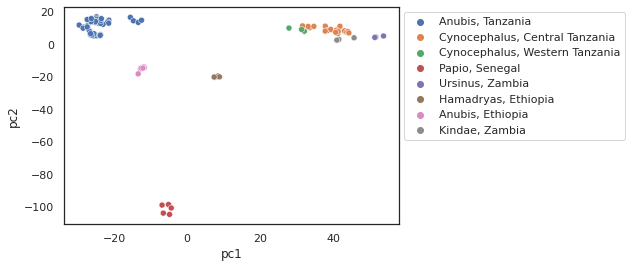 20
0
−20
−40
−60
−80
−100
pc2
−20
0
20
40
pc1
Anubis, Tanzania
Cynocephalus, Central Tanzania
Cynocephalus, Western Tanzania
Papio, Senegal
Ursinus, Zambia
Hamadryas, Ethiopia
Anubis, Ethiopia
Kindae, Zambia